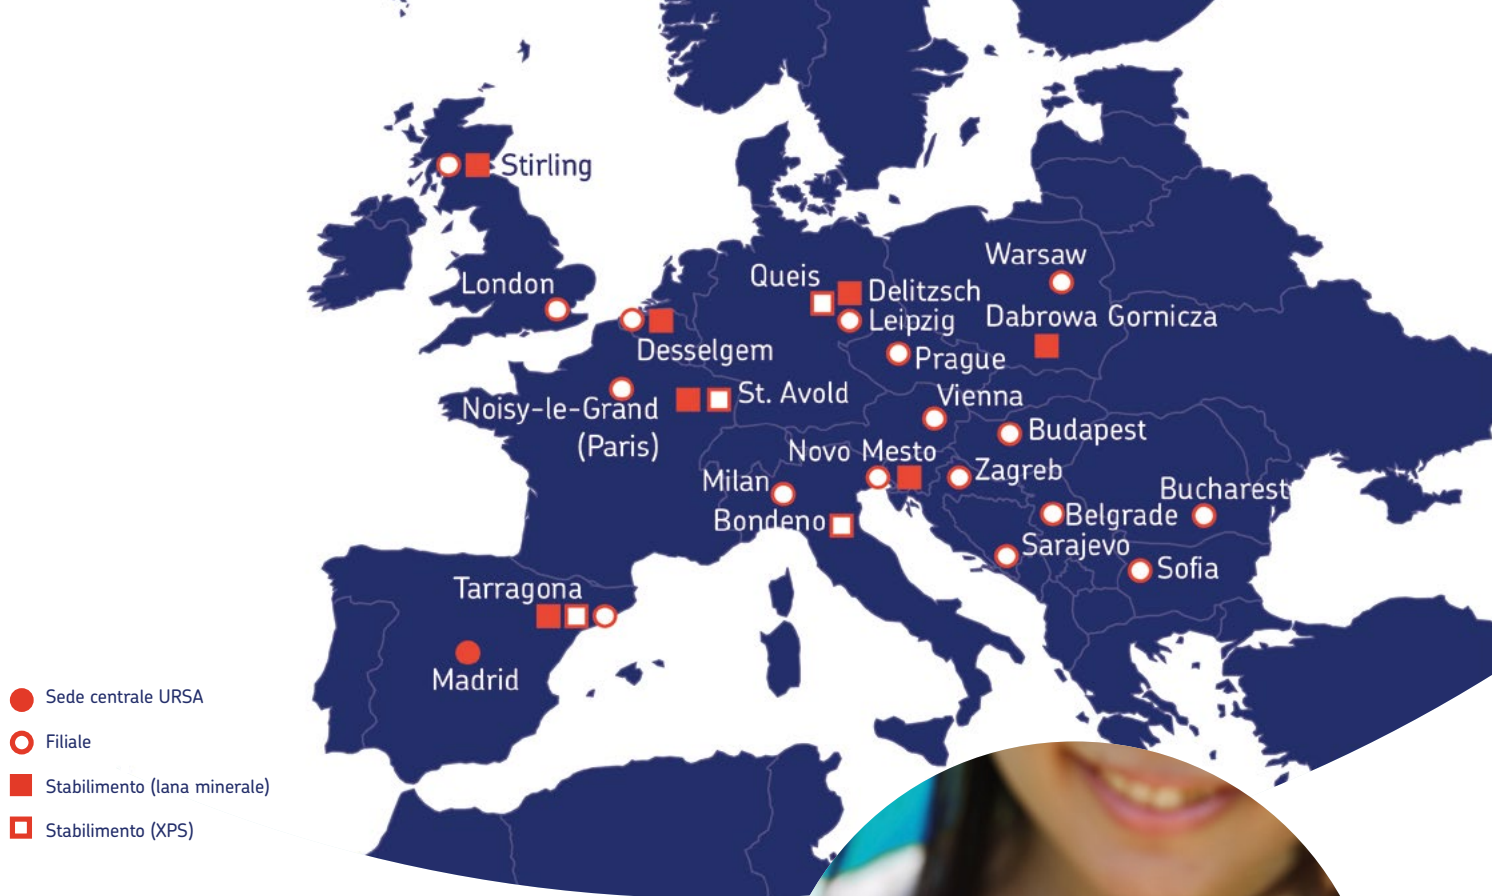 Stirling
London
Warsaw
Queis
Delitzsch
Leipzig
Dabrowa Gornicza
Desselgem
Prague
St. Avold
Noisy-le-Grand
(Paris)
Vienna
Budapest
Novo Mesto
Zagreb
Milan
Bondeno
Bucharest
Belgrade
Sarajevo
Sofia
Tarragona
Madrid
Sede centrale URSA
Filiale
Stabilimento (lana minerale)
Stabilimento (XPS)